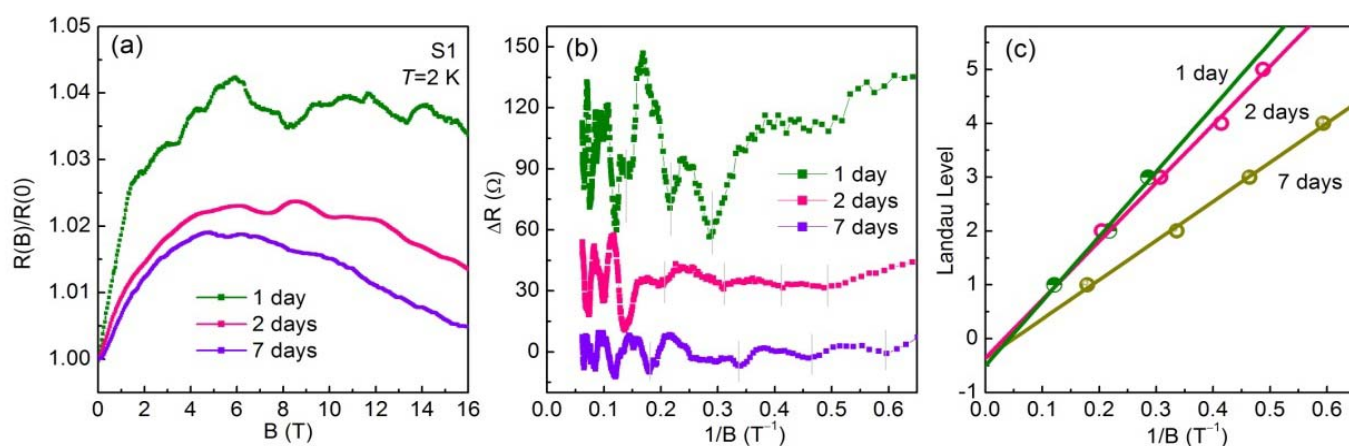 (a)
S1
T=2 K
1 day
2 days
7 days
R(B)/R(0)
1.05
1.04
1.03
1.02
1.01
1.00
0 2 4 6 8 10 12 14 16
B (T)
(b)
1 day
2 days
7 days
ΔR (Ω)
150
120
90
60
30
0
0.0 0.1 0.2 0.3 0.4 0.5 0.6
1/B (T⁻¹)
(c)
1 day
2 days
7 days
Landau Level
5
4
3
2
1
0
-1
0.0 0.1 0.2 0.3 0.4 0.5 0.6
1/B (T⁻¹)